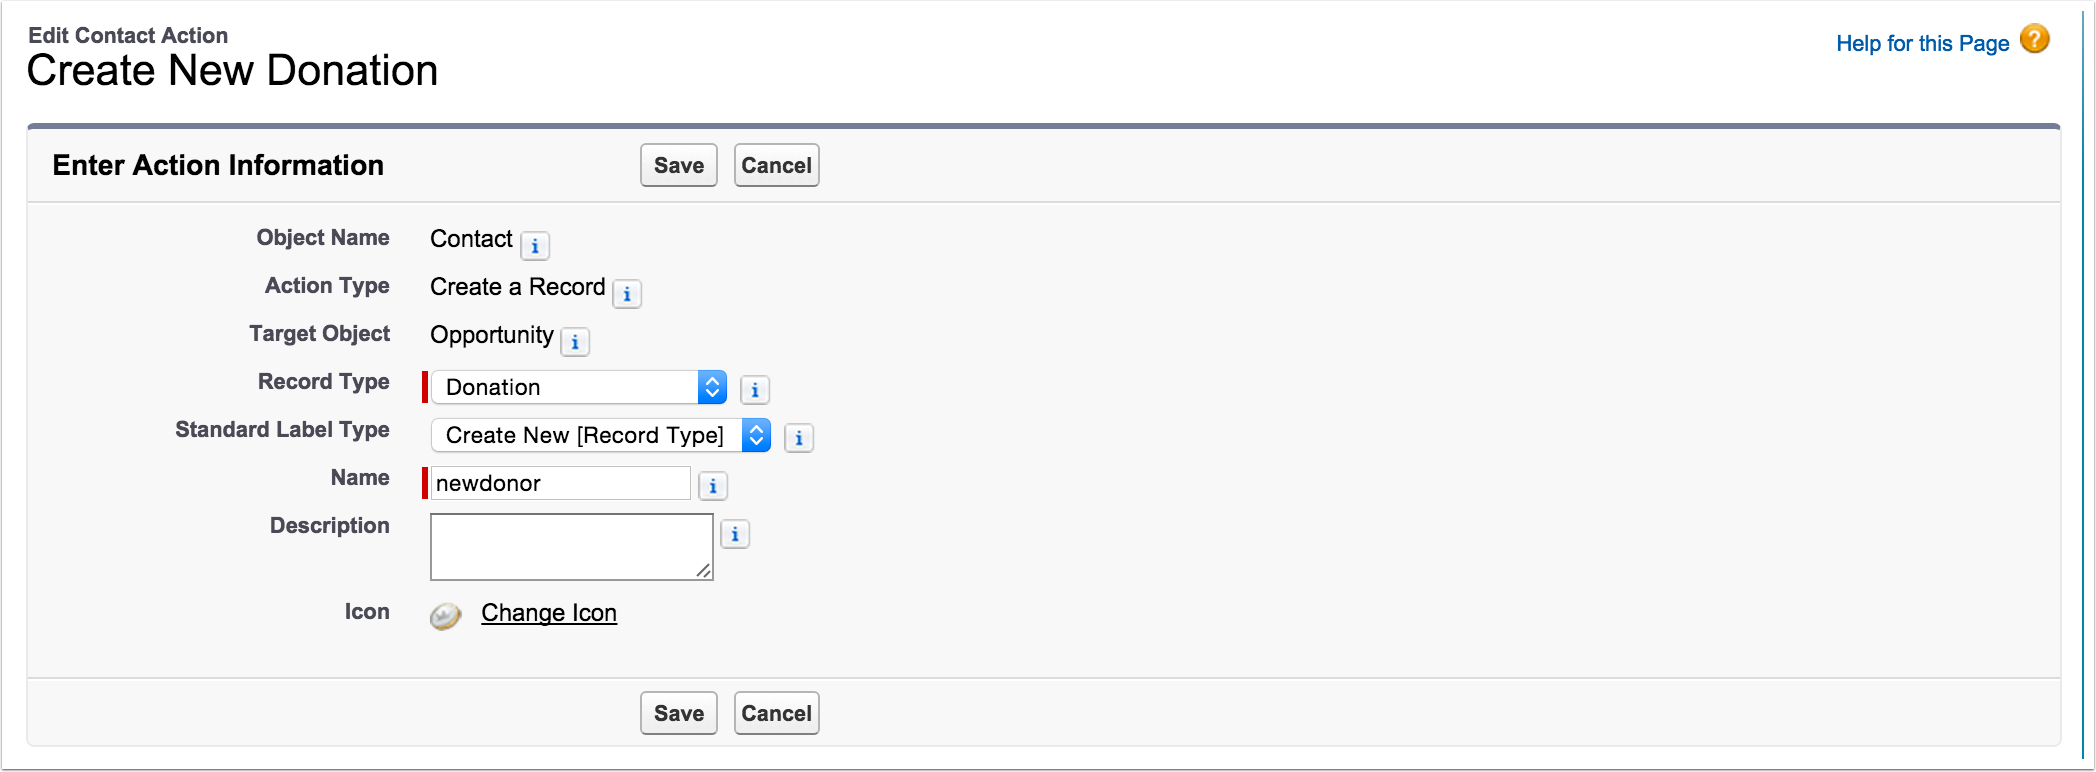 Edit Contact Action
Create New Donation
Help for this Page ?
Enter Action Information Save Cancel
Object Name Contact i
Action Type Create a Record i
Target Object Opportunity i
Record Type Donation i
Standard Label Type Create New [Record Type] i
Name newdonor i
Description i
Icon Change Icon
Save Cancel